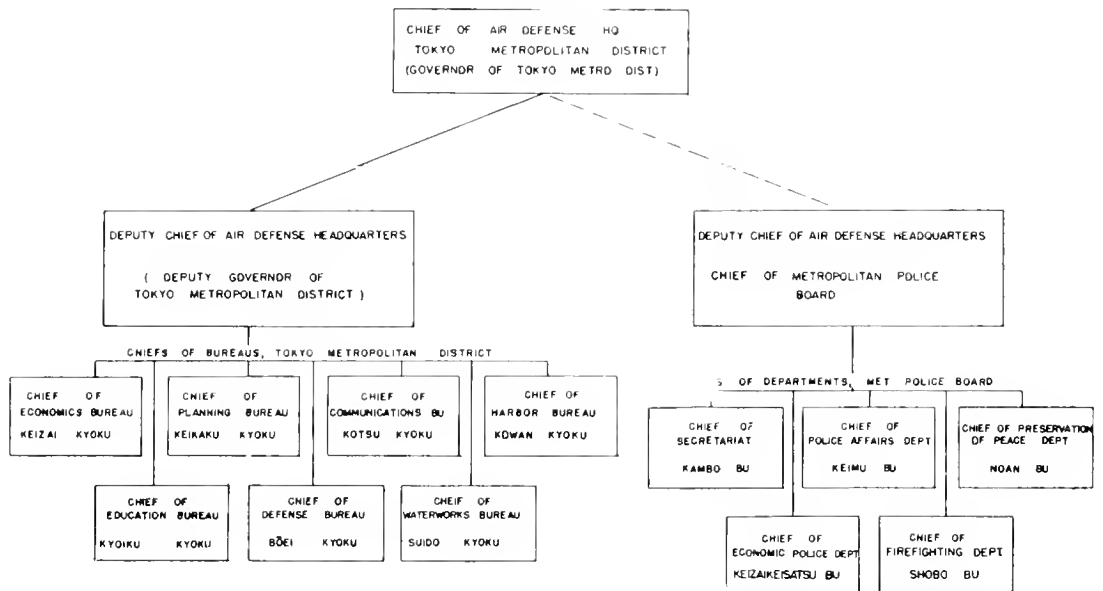 CHIEF OF AIR DEFENSE HQ
TOKYO METROPOLITAN DISTRICT
(GOVERNOR OF TOKYO METRO DIST)
DEPUTY CHIEF OF AIR DEFENSE HEADQUARTERS
( DEPUTY GOVERNOR OF
TOKYO METROPOLITAN DISTRICT )
DEPUTY CHIEF OF AIR DEFENSE HEADQUARTERS
CHIEF OF METROPOLITAN POLICE
BOARD
CHIEFS OF BUREAUS, TOKYO METROPOLITAN DISTRICT
CHIEF OF
ECONOMICS BUREAU
KEIZAI KYOKU
CHIEF OF
PLANNING BUREAU
KEIKAKU KYOKU
CHIEF OF
COMMUNICATIONS BU
KOTSU KYOKU
CHIEF OF
HARBOR BUREAU
KOWAN KYOKU
CHIEF OF
EDUCATION BUREAU
KYOIKU KYOKU
CHIEF OF
DEFENSE BUREAU
BŌEI KYOKU
CHEIF OF
WATERWORKS BUREAU
SUIDO KYOKU
S OF DEPARTMENTS, MET POLICE BOARD
CHIEF OF
SECRETARIAT
KAMBO BU
CHIEF OF
POLICE AFFAIRS DEPT
KEIMU BU
CHIEF OF PRESERVATION
OF PEACE DEPT
NOAN BU
CHIEF OF
ECONOMIC POLICE DEPT
KEIZAIKEISATSU BU
CHIEF OF
FIREFIGHTING DEPT
SHOBO BU